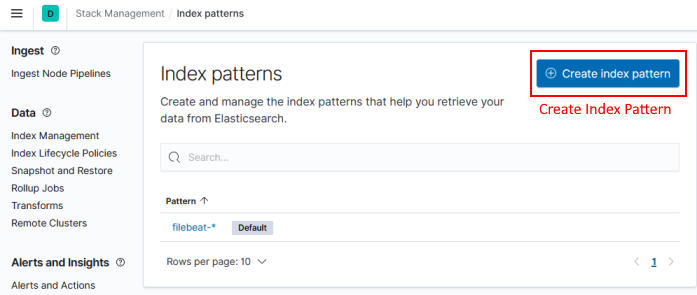 D Stack Management / Index patterns
Ingest
Ingest Node Pipelines
Data
Index Management
Index Lifecycle Policies
Snapshot and Restore
Rollup Jobs
Transforms
Remote Clusters
Alerts and Insights
Alerts and Actions
Index patterns
Create index pattern
Create Index Pattern
Create and manage the index patterns that help you retrieve your
data from Elasticsearch.
Search...
Pattern
filebeat-* Default
Rows per page: 10
1